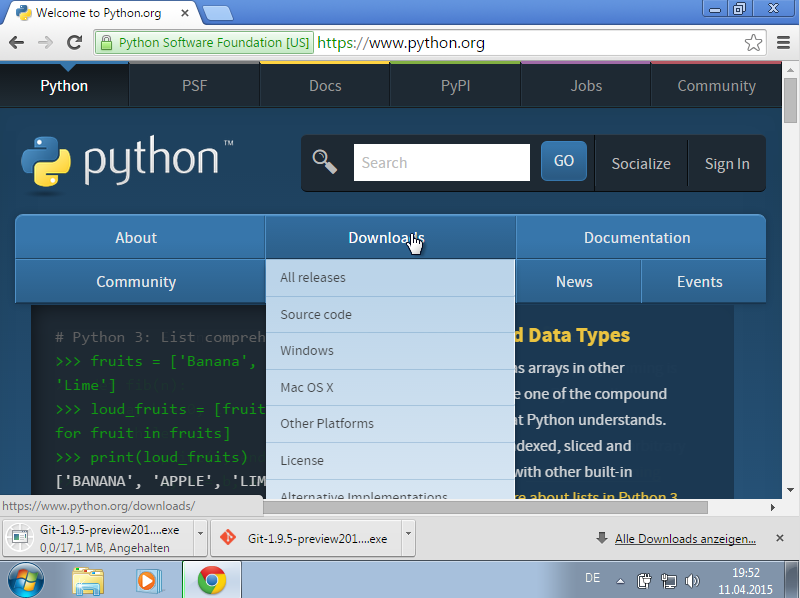 Welcome to Python.org
Python Software Foundation [US] https://www.python.org
Python PSF Docs PyPI Jobs Community
python™
Search GO Socialize Sign In
About Downloads Documentation
Community News Events
All releases
Source code
Windows
Mac OS X
Other Platforms
License
Alternative Implementations
# Python 3: List compreh
>>> fruits = ['Banana',
'Lime']
>>> loud_fruits = [fruit
for fruit in fruits]
>>> print(loud_fruits)
['BANANA', 'APPLE', 'LIM
d Data Types
s arrays in other
e one of the compound
t Python understands.
dexed, sliced and
with other built-in
re about lists in Python 3
https://www.python.org/downloads/
Git-1.9.5-preview201....exe
0,0/17,1 MB, Angehalten
Git-1.9.5-preview201....exe
Alle Downloads anzeigen...
DE
19:52
11.04.2015